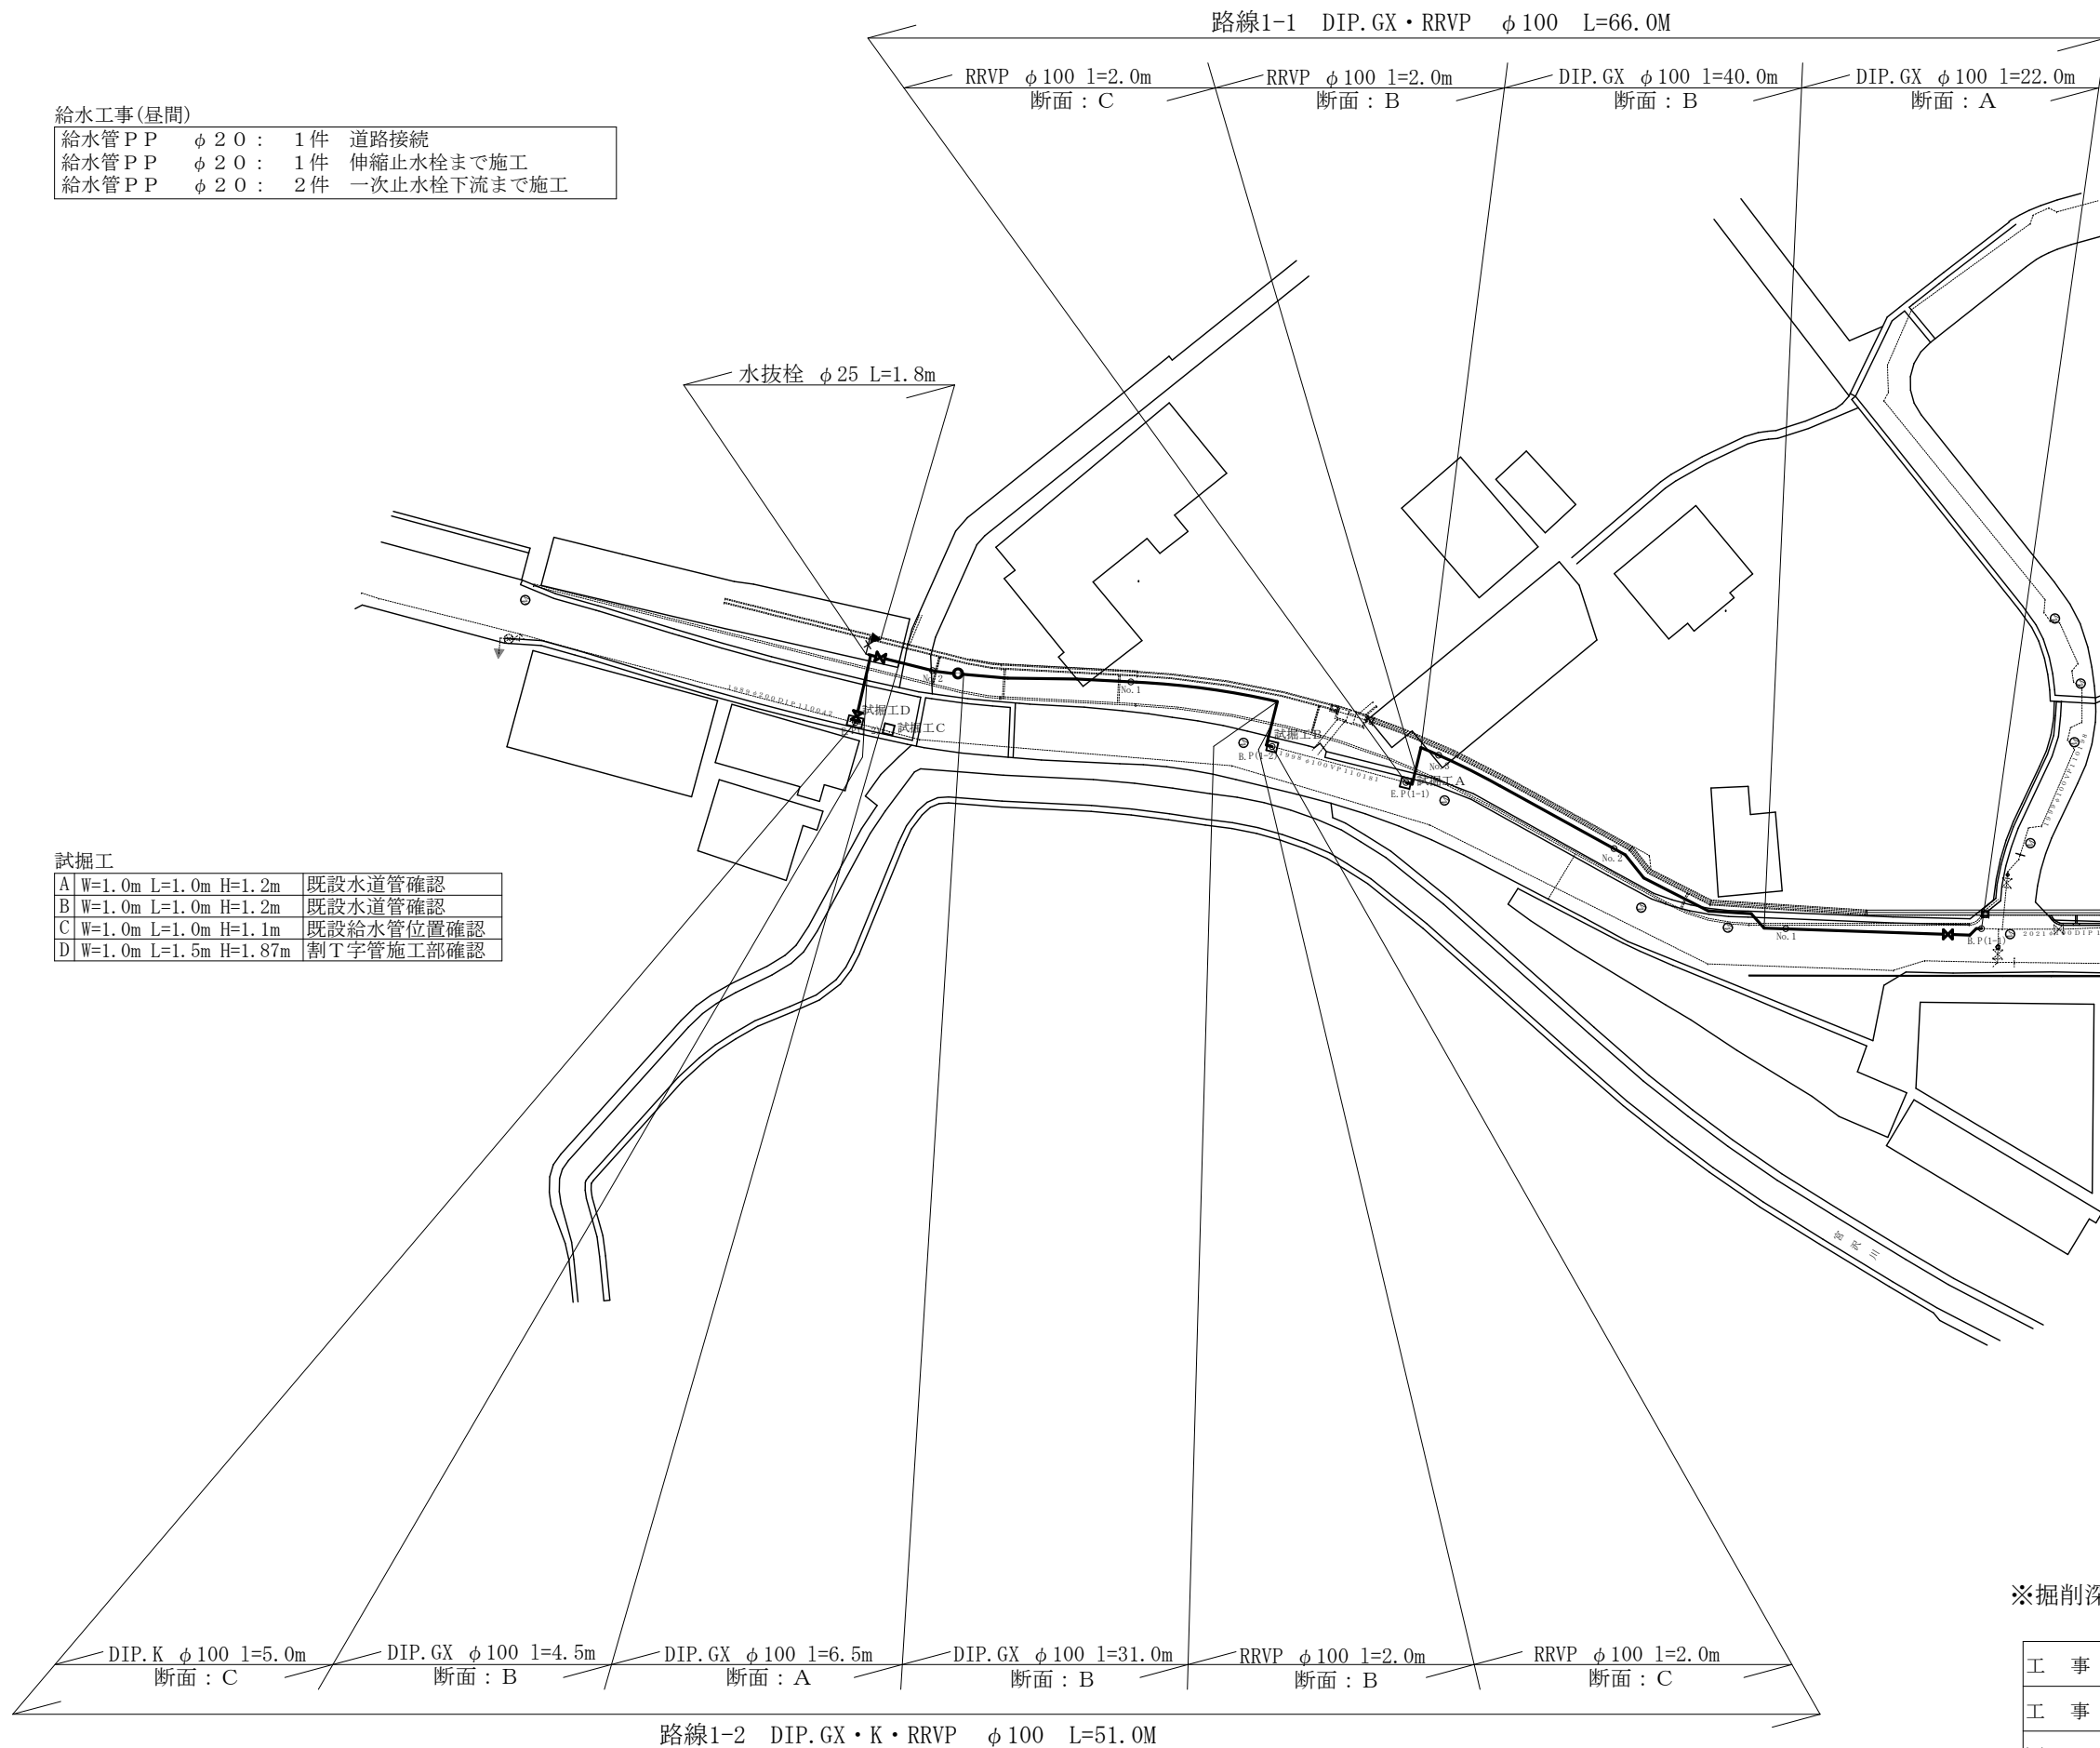 路線1-1　DIP.GX・RRVP　φ100　L=66.0M
RRVP φ100 l=2.0m
断面：C
RRVP φ100 l=2.0m
断面：B
DIP.GX φ100 l=40.0m
断面：B
DIP.GX φ100 l=22.0m
断面：A
給水工事(昼間)
給水管ＰＰ　φ２０：　1件　道路接続
給水管ＰＰ　φ２０：　1件　伸縮止水栓まで施工
給水管ＰＰ　φ２０：　2件　一次止水栓下流まで施工
水抜栓 φ25 L=1.8m
No.2
No.1
1989φ200DIP110042
試掘工D
試掘工C
試掘工B
B.P(1-2)
1998φ100VP110181
No.3
試掘工A
E.P(1-1)
No.2
No.1
B.P(1-1)
1999φ100VP110198
宮沢川
試掘工
A W=1.0m L=1.0m H=1.2m 既設水道管確認
B W=1.0m L=1.0m H=1.2m 既設水道管確認
C W=1.0m L=1.0m H=1.1m 既設給水管位置確認
D W=1.0m L=1.5m H=1.87m 割Ｔ字管施工部確認
※掘削深
工　事
工　事
DIP.K φ100 l=5.0m
断面：C
DIP.GX φ100 l=4.5m
断面：B
DIP.GX φ100 l=6.5m
断面：A
DIP.GX φ100 l=31.0m
断面：B
RRVP φ100 l=2.0m
断面：B
RRVP φ100 l=2.0m
断面：C
路線1-2　DIP.GX・K・RRVP　φ100　L=51.0M